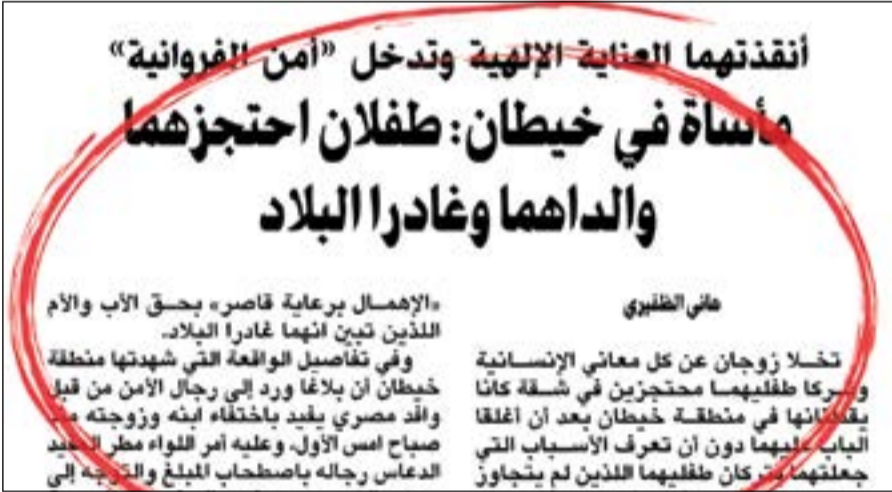 أنقذتهما العناية الإلهية وتدخل «أمن الفروانية»
مأساة في خيطان: طفلان احتجزهما
والداهما وغادرا البلاد
هاني الظفيري
تخلا زوجان عن كل معاني الإنسانية
وتركا طفليهما محتجزين في شقة كانا
يقطنانها في منطقة خيطان بعد أن أغلقا
الباب عليهما دون أن تعرف الأسباب التي
جعلتهما يتركان طفليهما اللذين لم يتجاوز
«الإهمال برعاية قاصر» بحق الأب والأم
اللذين تبين انهما غادرا البلاد.
وفي تفاصيل الواقعة التي شهدتها منطقة
خيطان أن بلاغا ورد إلى رجال الأمن من قبل
وافد مصري يفيد باختفاء ابنه وزوجته منذ
صباح امس الأول، وعليه أمر اللواء مطر
الدعاس رجاله باصطحاب المبلغ والتوجه إلى